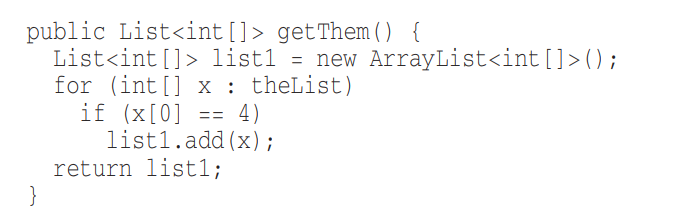 public List<int[]> getThem() {
  List<int[]> list1 = new ArrayList<int[]>();
  for (int[] x : theList)
    if (x[0] == 4)
      list1.add(x);
  return list1;
}